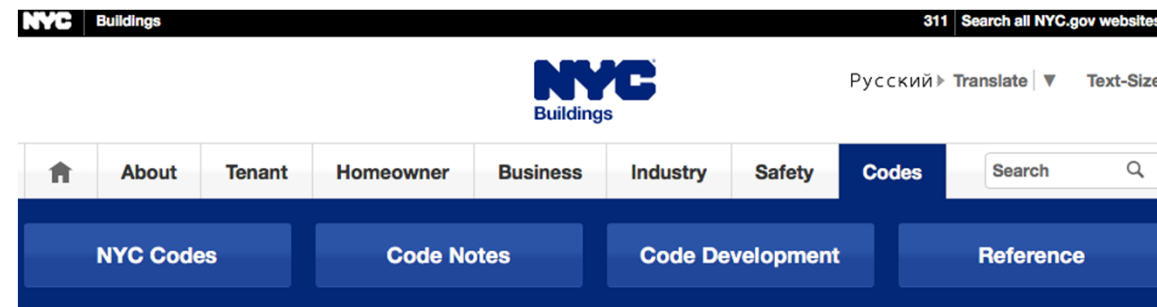 NYC Buildings 311 Search all NYC.gov websites
NYC
Buildings
Русский Translate Text-Size
About Tenant Homeowner Business Industry Safety Codes Search
NYC Codes Code Notes Code Development Reference